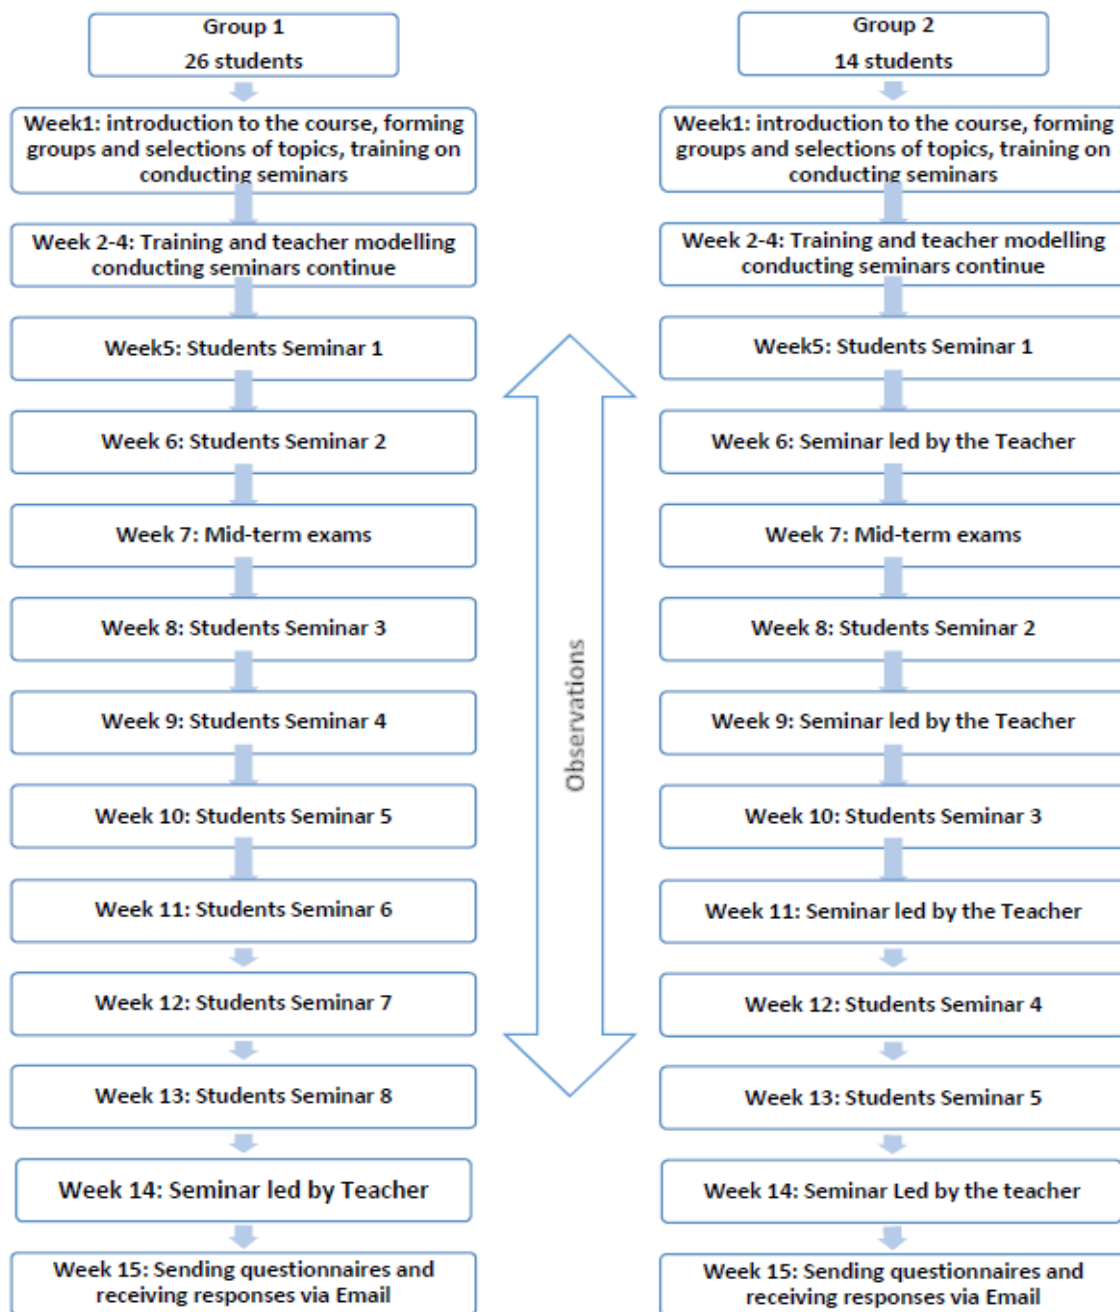 Group 1
26 students
Week1: introduction to the course, forming
groups and selections of topics, training on
conducting seminars
Week 2-4: Training and teacher modelling
conducting seminars continue
Week5: Students Seminar 1
Week 6: Students Seminar 2
Week 7: Mid-term exams
Week 8: Students Seminar 3
Week 9: Students Seminar 4
Week 10: Students Seminar 5
Week 11: Students Seminar 6
Week 12: Students Seminar 7
Week 13: Students Seminar 8
Week 14: Seminar led by Teacher
Week 15: Sending questionnaires and
receiving responses via Email
Observations
Group 2
14 students
Week1: introduction to the course, forming
groups and selections of topics, training on
conducting seminars
Week 2-4: Training and teacher modelling
conducting seminars continue
Week5: Students Seminar 1
Week 6: Seminar led by the Teacher
Week 7: Mid-term exams
Week 8: Students Seminar 2
Week 9: Seminar led by the Teacher
Week 10: Students Seminar 3
Week 11: Seminar led by the Teacher
Week 12: Students Seminar 4
Week 13: Students Seminar 5
Week 14: Seminar Led by the teacher
Week 15: Sending questionnaires and
receiving responses via Email